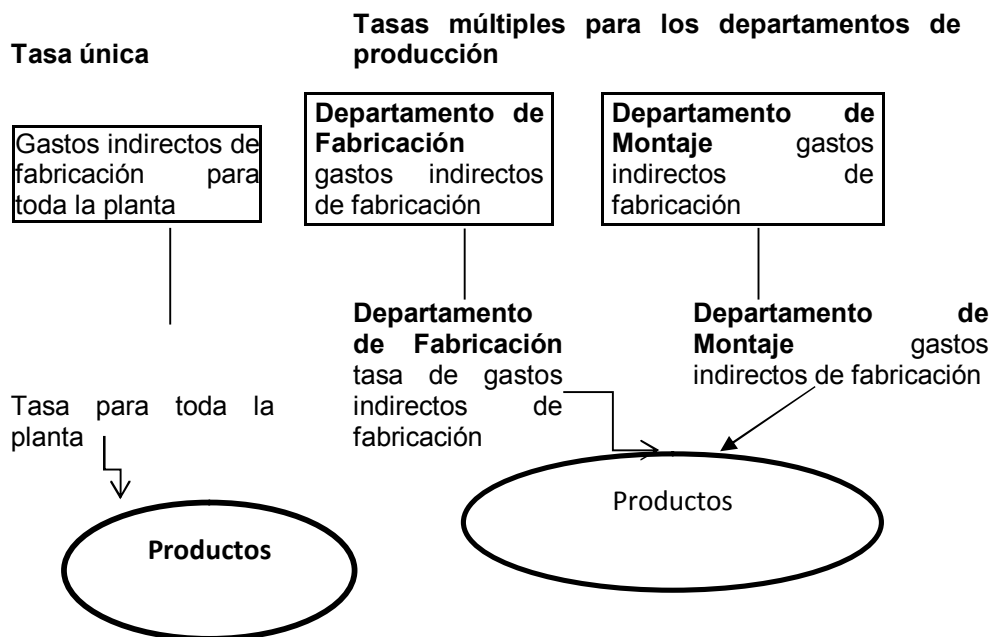 Tasa única
Tasas múltiples para los departamentos de
producción
Gastos indirectos de
fabricación para
toda la planta
Departamento de
Fabricación
gastos indirectos
de fabricación
Departamento de
Montaje gastos
indirectos de
fabricación
Tasa para toda la
planta
Departamento
de Fabricación
tasa de gastos
indirectos de
fabricación
Departamento de
Montaje gastos
indirectos de fabricación
Productos
Productos